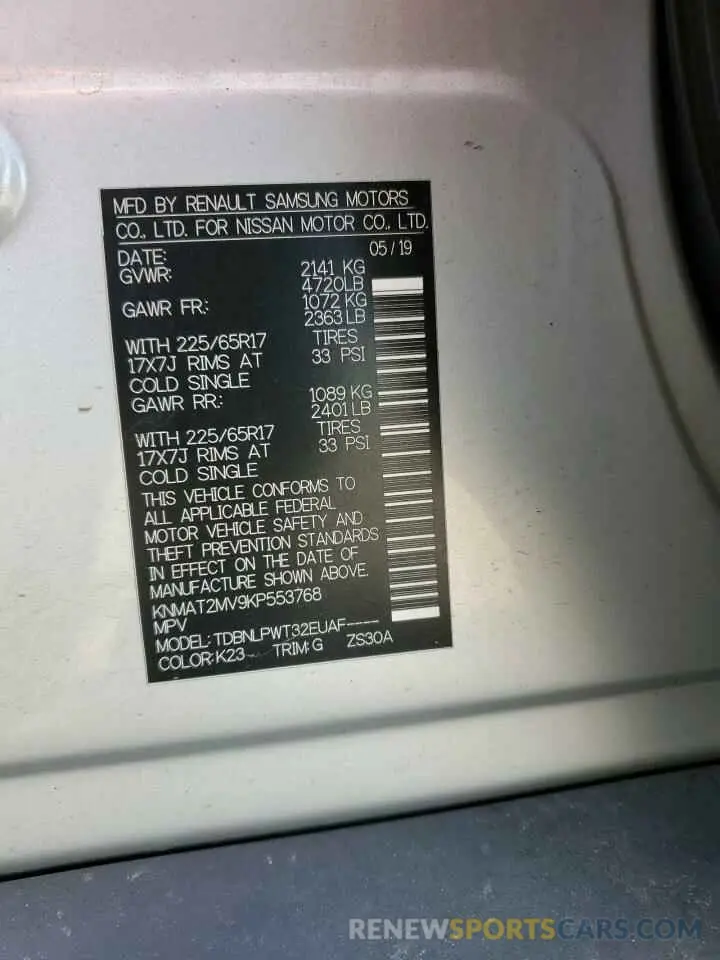 MFD BY RENAULT SAMSUNG MOTORS
CO., LTD. FOR NISSAN MOTOR CO., LTD.
DATE: 05/19
GVWR: 2141 KG
4720LB
GAWR FR.: 1072 KG
2363 LB
WITH 225/65R17 TIRES
17X7J RIMS AT 33 PSI
COLD SINGLE
GAWR RR.: 1089 KG
2401 LB
WITH 225/65R17 TIRES
17X7J RIMS AT 33 PSI
COLD SINGLE
THIS VEHICLE CONFORMS TO
ALL APPLICABLE FEDERAL
MOTOR VEHICLE SAFETY AND
THEFT PREVENTION STANDARDS
IN EFFECT ON THE DATE OF
MANUFACTURE SHOWN ABOVE.
KNMAT2MV9KP553768
MPV
MODEL: TDBNLPWT32EUAF-----
COLOR: K23 TRIM: G ZS30A
RENEWSPORTSCARS.COM